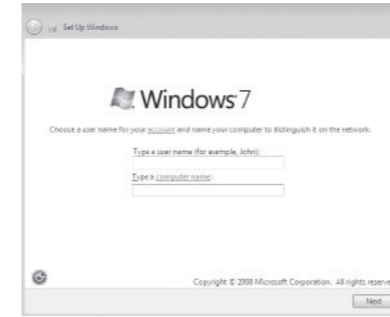 Set Up Windows
Windows 7
Choose a user name for your account and name your computer to distinguish it on the network.
Type a user name (for example, John):
Type a computer name:
Copyright © 2008 Microsoft Corporation. All rights reserve
Next